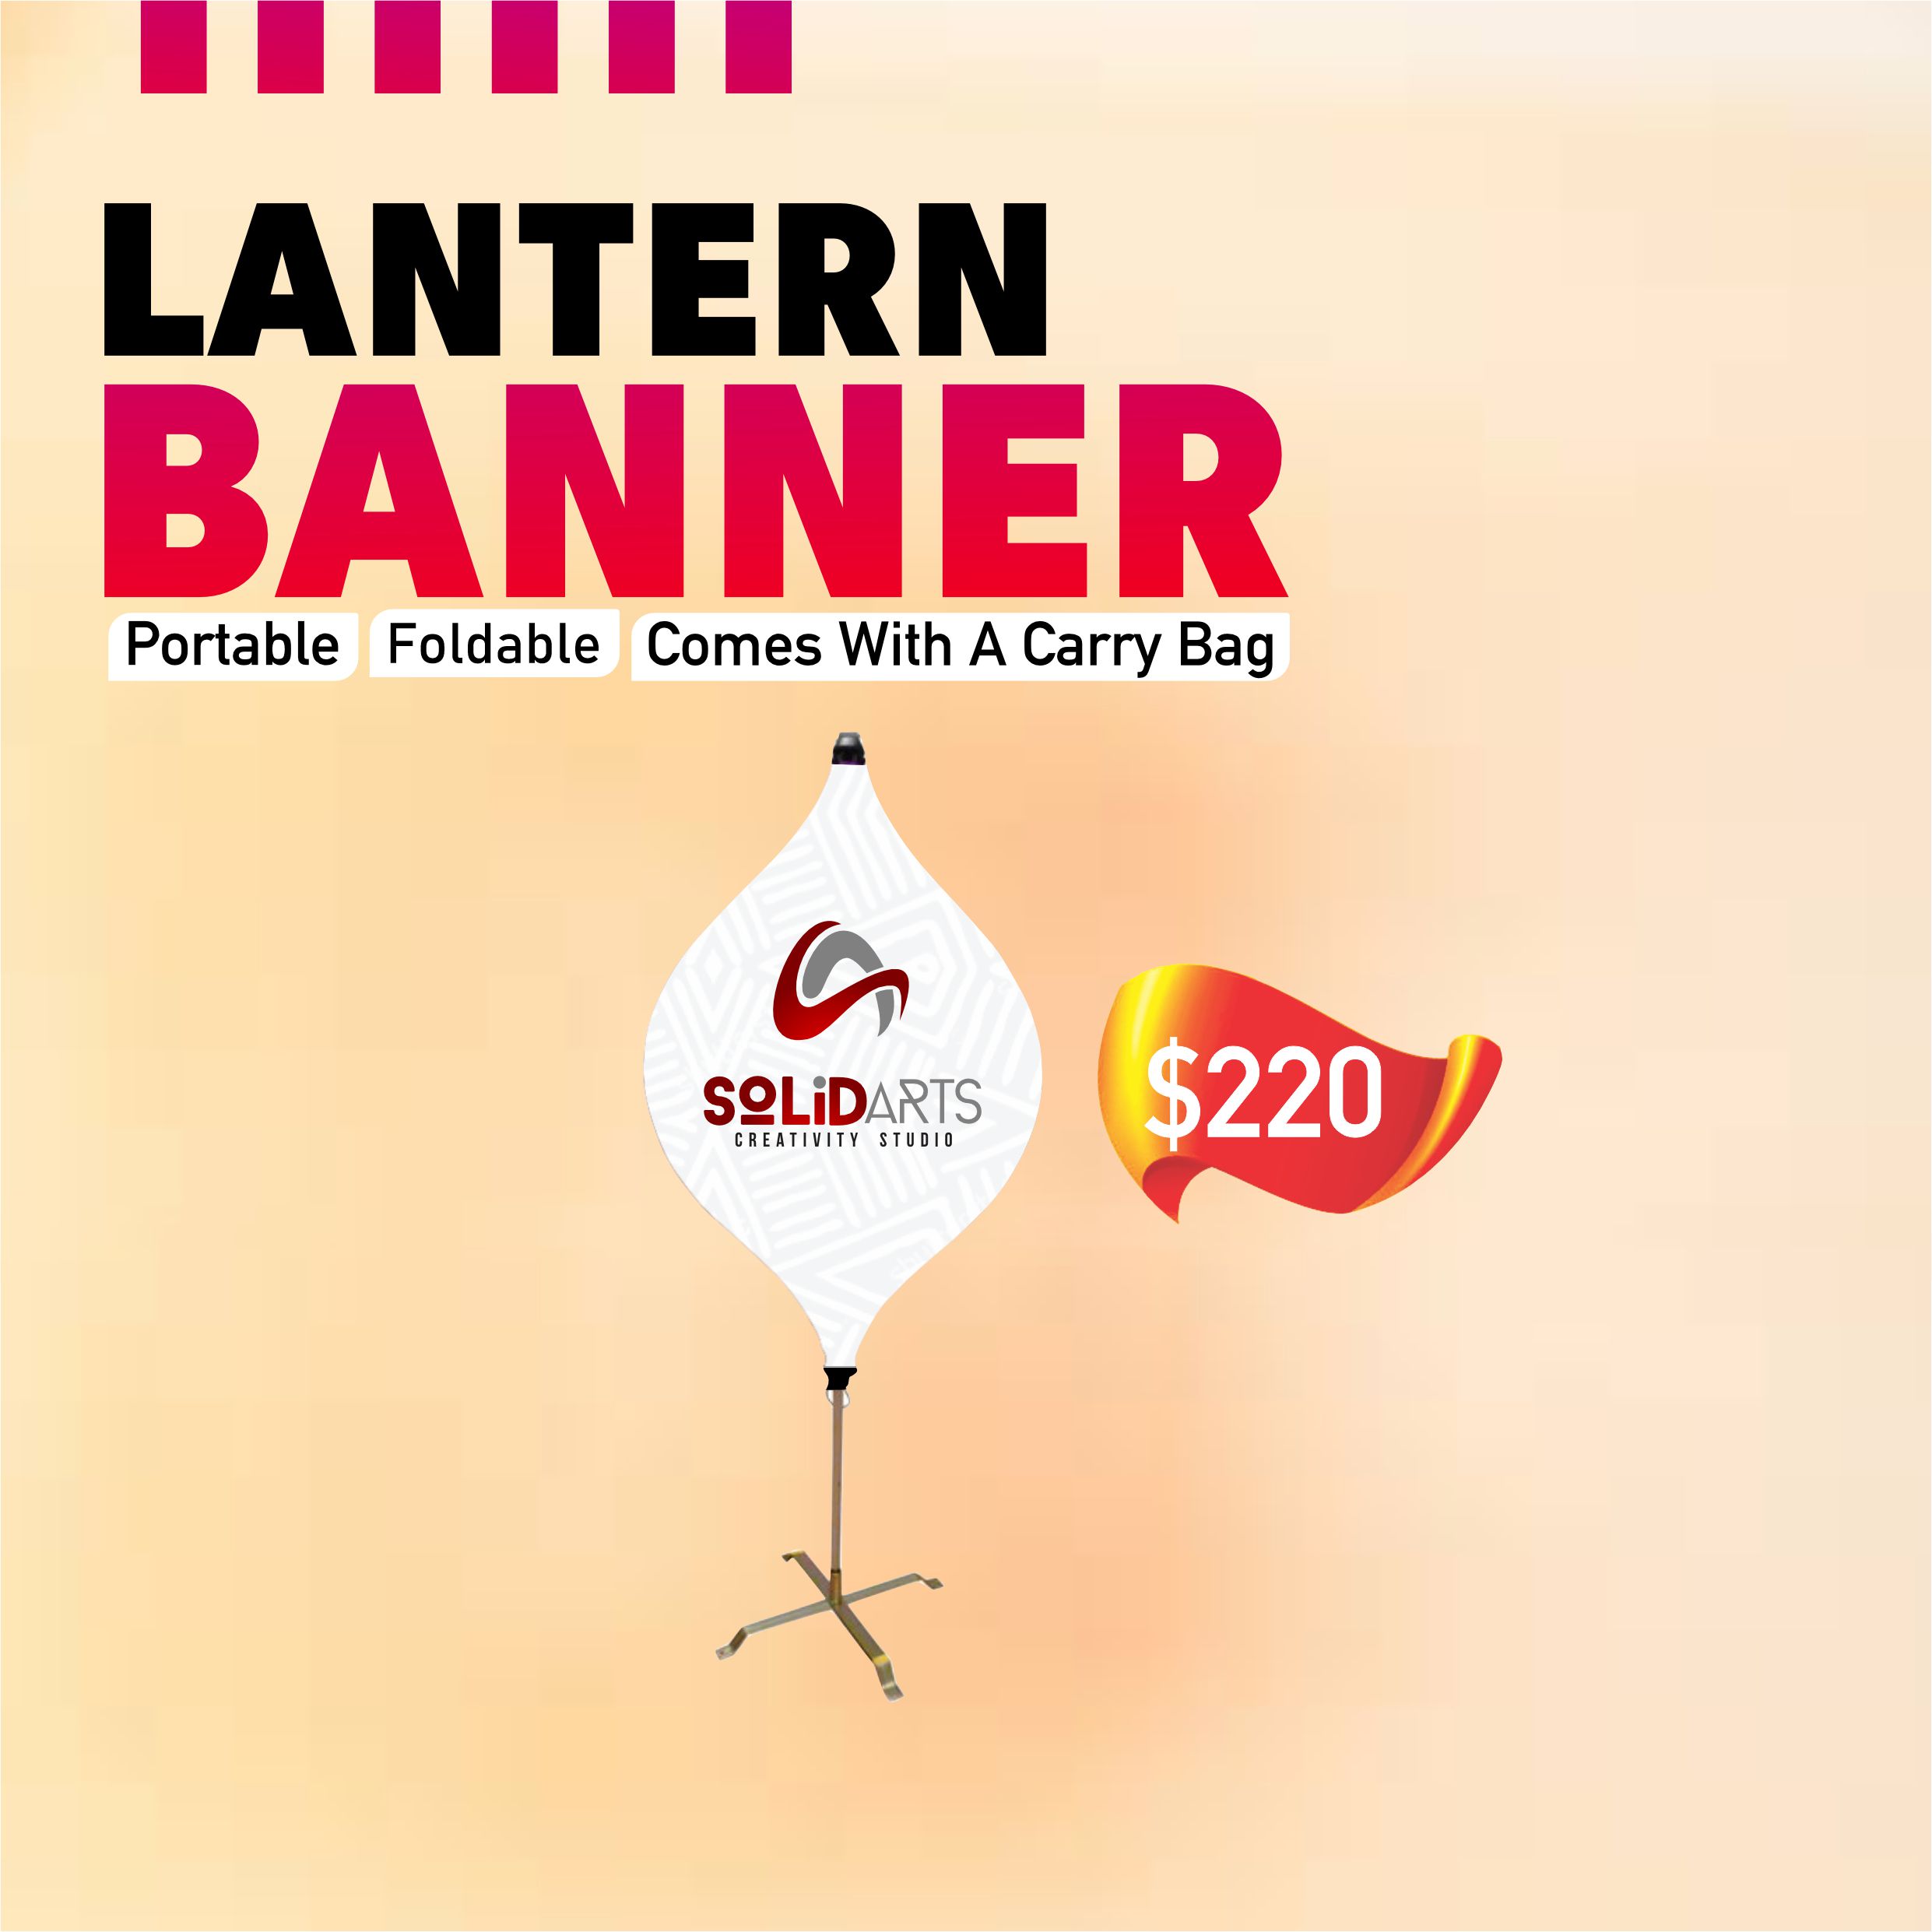 LANTERN
BANNER
Portable Foldable Comes With A Carry Bag
SOLiDARTS
CREATIVITY STUDIO
$220